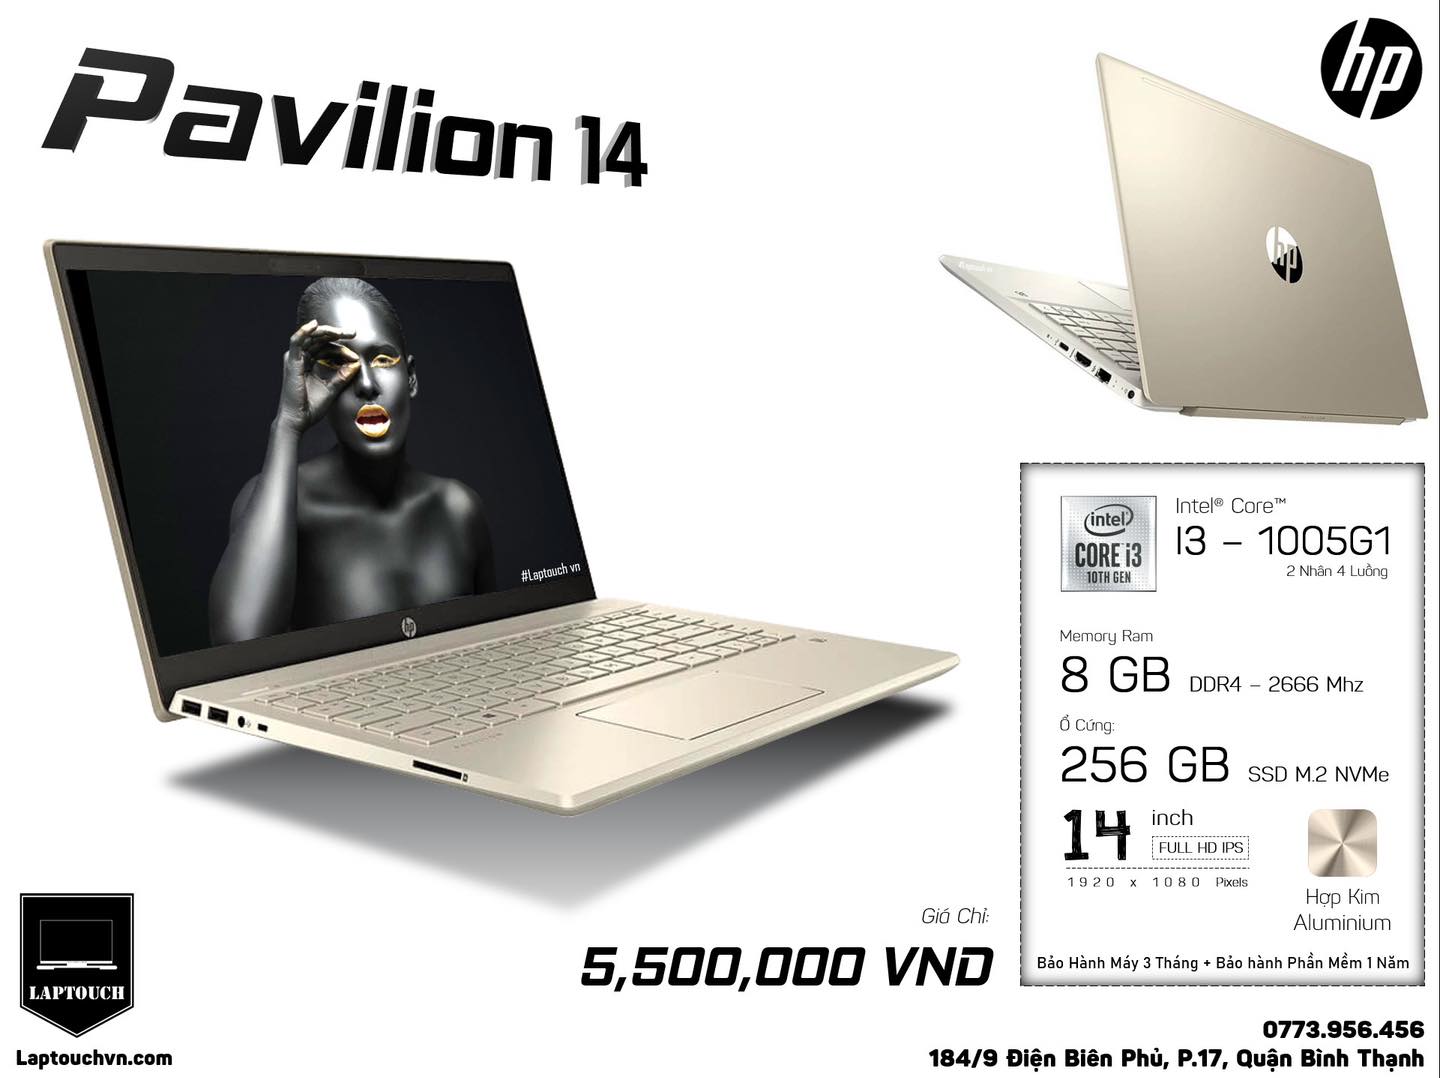 Pavilion 14
hp
hp
#Laptouch vn
hp
intel
CORE i3
10TH GEN
Intel® Core™
I3 – 1005G1
2 Nhân 4 Luồng
Memory Ram
8 GB DDR4 – 2666 Mhz
Ổ Cứng:
256 GB SSD M.2 NVMe
14 inch
FULL HD IPS
1920 x 1080 Pixels
Hợp Kim
Aluminium
Bảo Hành Máy 3 Tháng + Bảo hành Phần Mềm 1 Năm
Giá Chỉ:
5,500,000 VND
LAPTOUCH
Laptouchvn.com
0773.956.456
184/9 Điện Biên Phủ, P.17, Quận Bình Thạnh